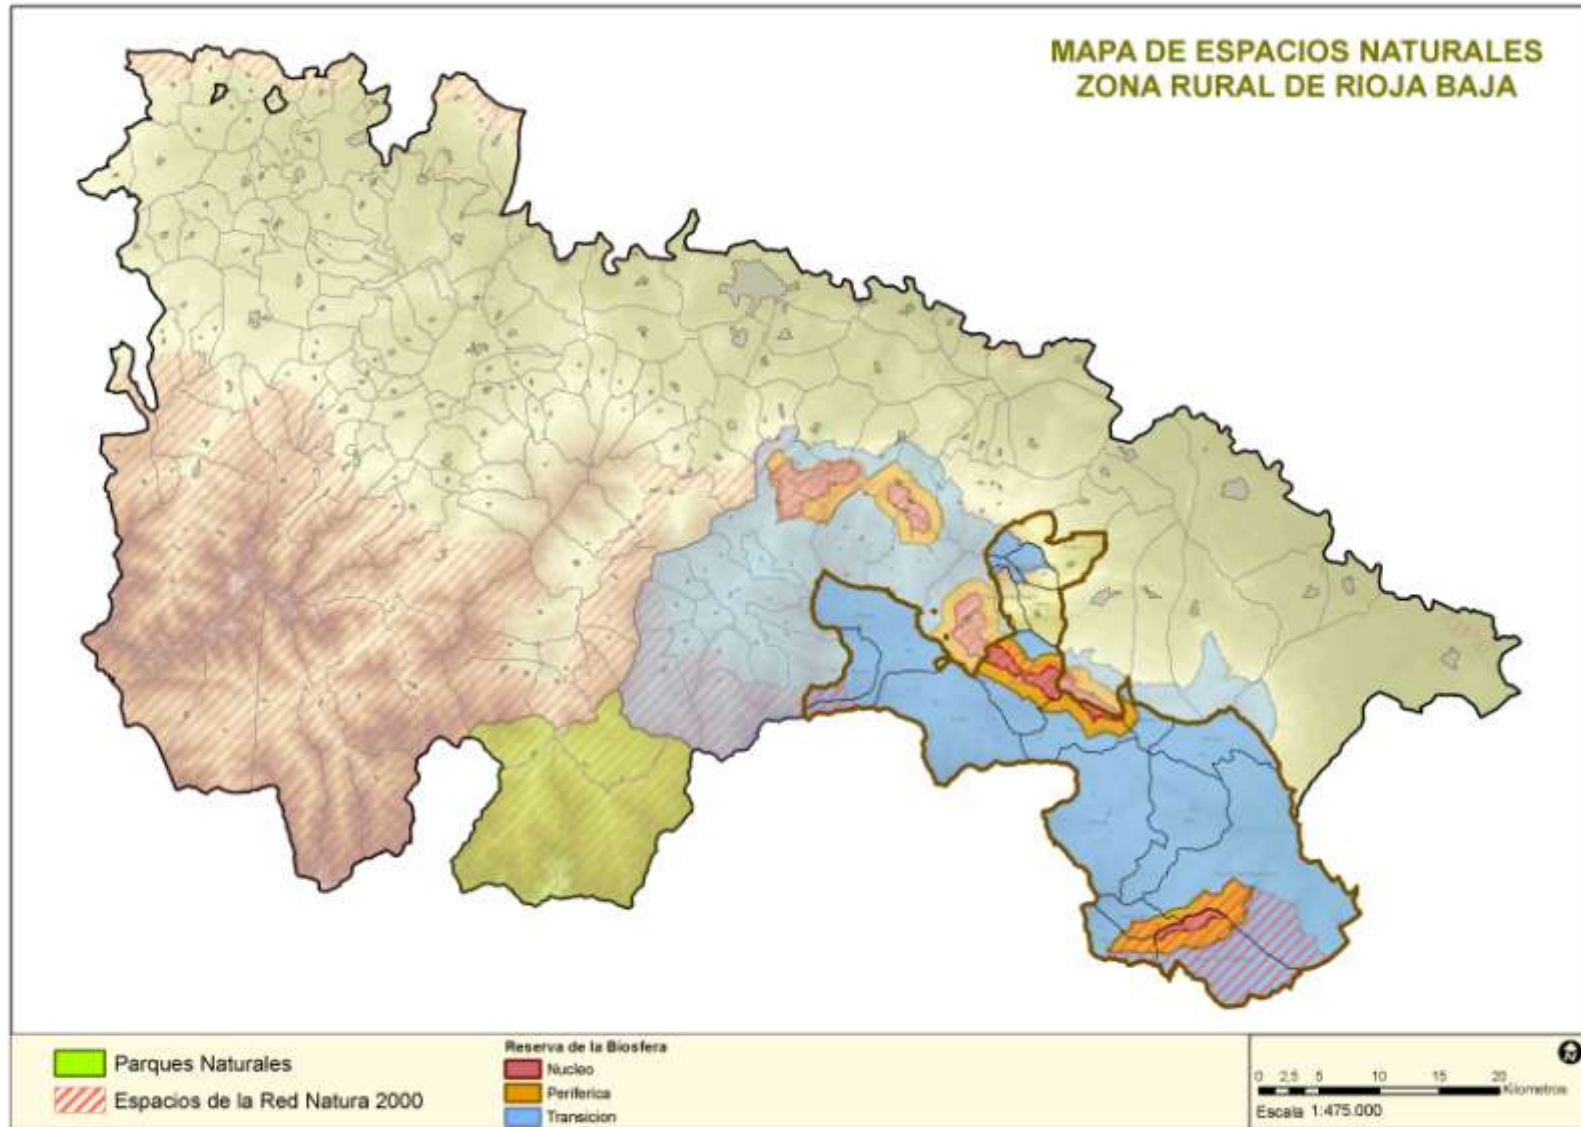 MAPA DE ESPACIOS NATURALES
ZONA RURAL DE RIOJA BAJA
Parques Naturales
Espacios de la Red Natura 2000
Reserva de la Biosfera
Nucleo
Periferica
Transicion
0 2,5 5 10 15 20
Kilometros
Escala 1:475.000